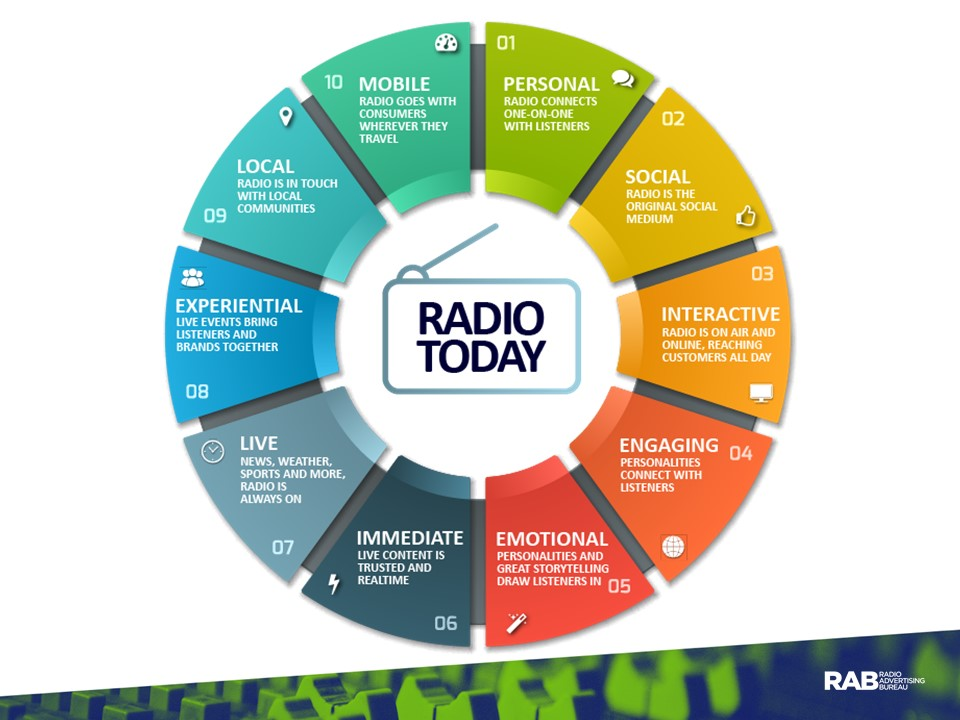 RADIO
TODAY
01
PERSONAL
RADIO CONNECTS
ONE-ON-ONE
WITH LISTENERS
02
SOCIAL
RADIO IS THE
ORIGINAL SOCIAL
MEDIUM
03
INTERACTIVE
RADIO IS ON AIR AND
ONLINE, REACHING
CUSTOMERS ALL DAY
04
ENGAGING
PERSONALITIES
CONNECT WITH
LISTENERS
05
EMOTIONAL
PERSONALITIES AND
GREAT STORYTELLING
DRAW LISTENERS IN
06
IMMEDIATE
LIVE CONTENT IS
TRUSTED AND
REALTIME
07
LIVE
NEWS, WEATHER,
SPORTS AND MORE,
RADIO IS
ALWAYS ON
08
EXPERIENTIAL
LIVE EVENTS BRING
LISTENERS AND
BRANDS TOGETHER
09
LOCAL
RADIO IS IN TOUCH
WITH LOCAL
COMMUNITIES
10
MOBILE
RADIO GOES WITH
CONSUMERS
WHEREVER THEY
TRAVEL
RAB
RADIO
ADVERTISING
BUREAU